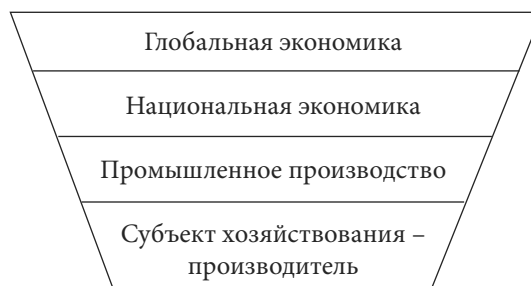 Глобальная экономика
Национальная экономика
Промышленное производство
Субъект хозяйствования –
производитель